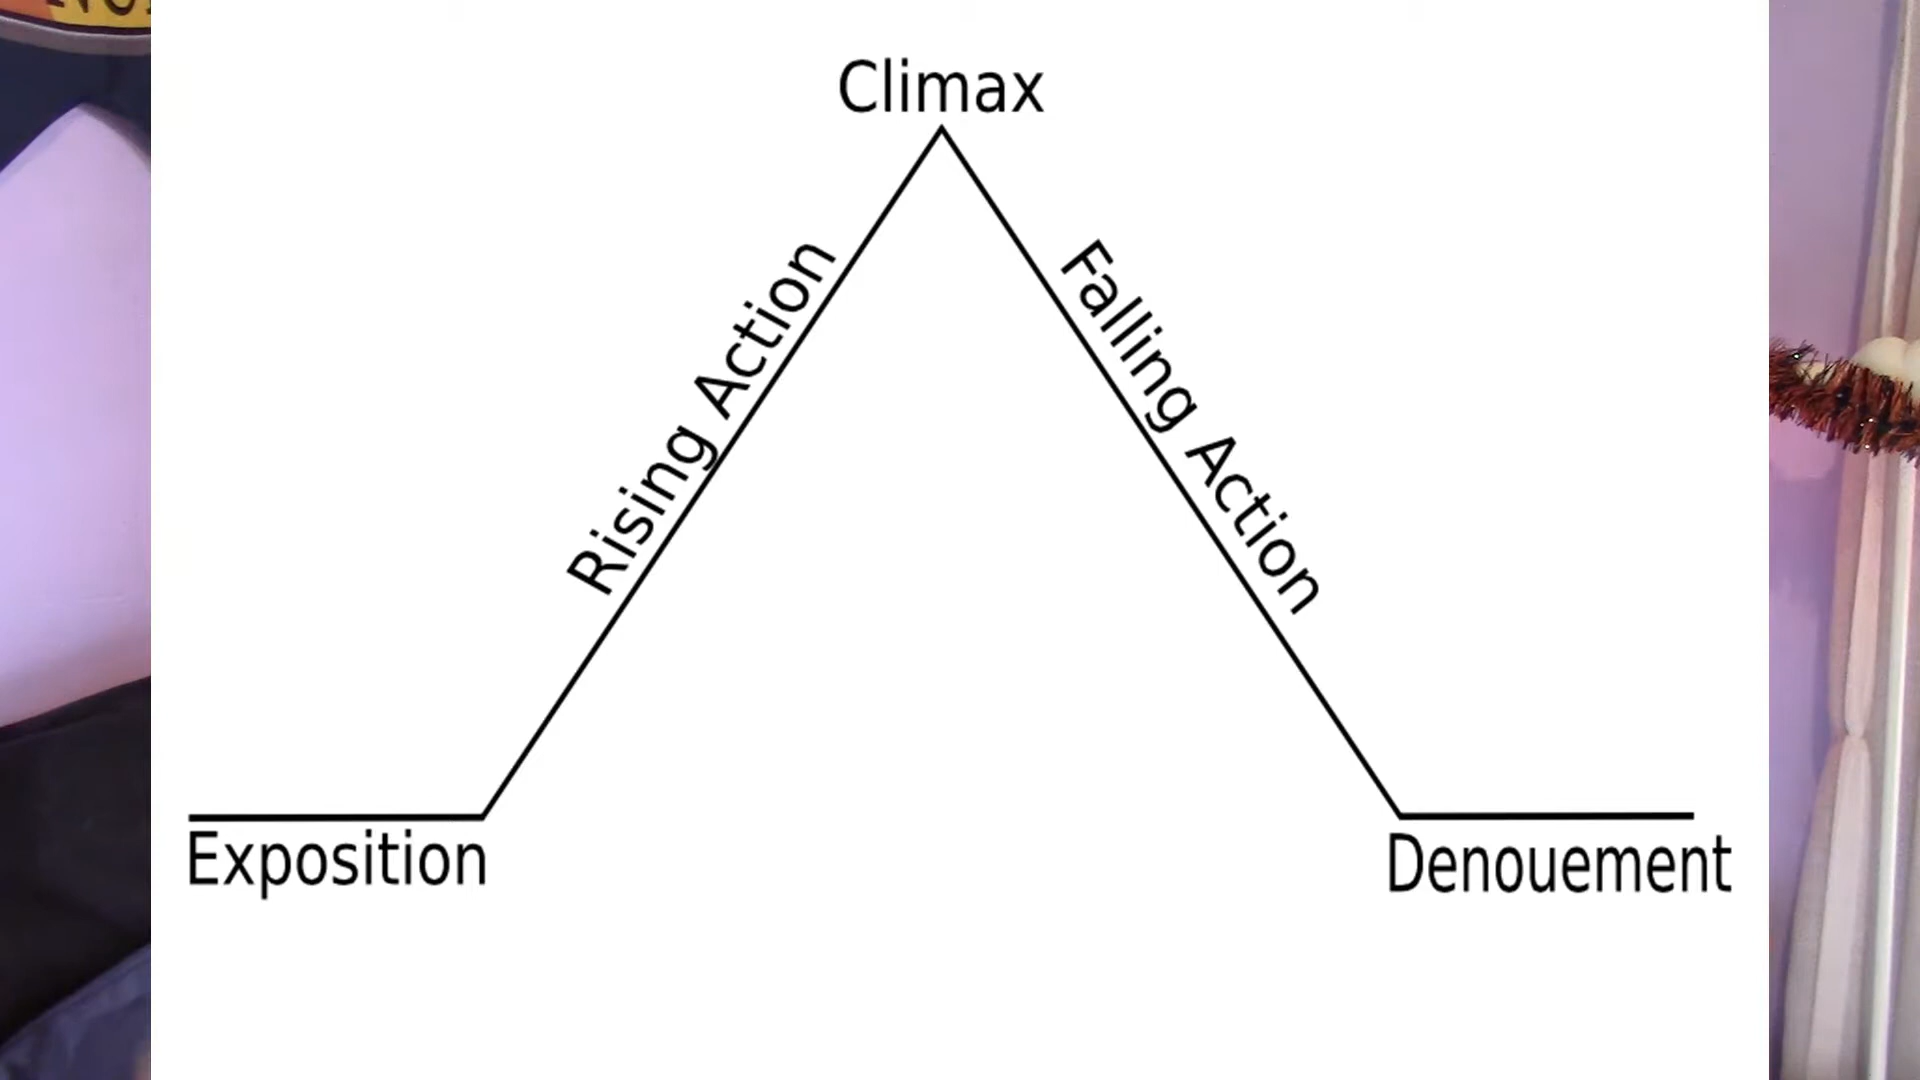 Climax
Rising Action
Falling Action
Exposition
Denouement